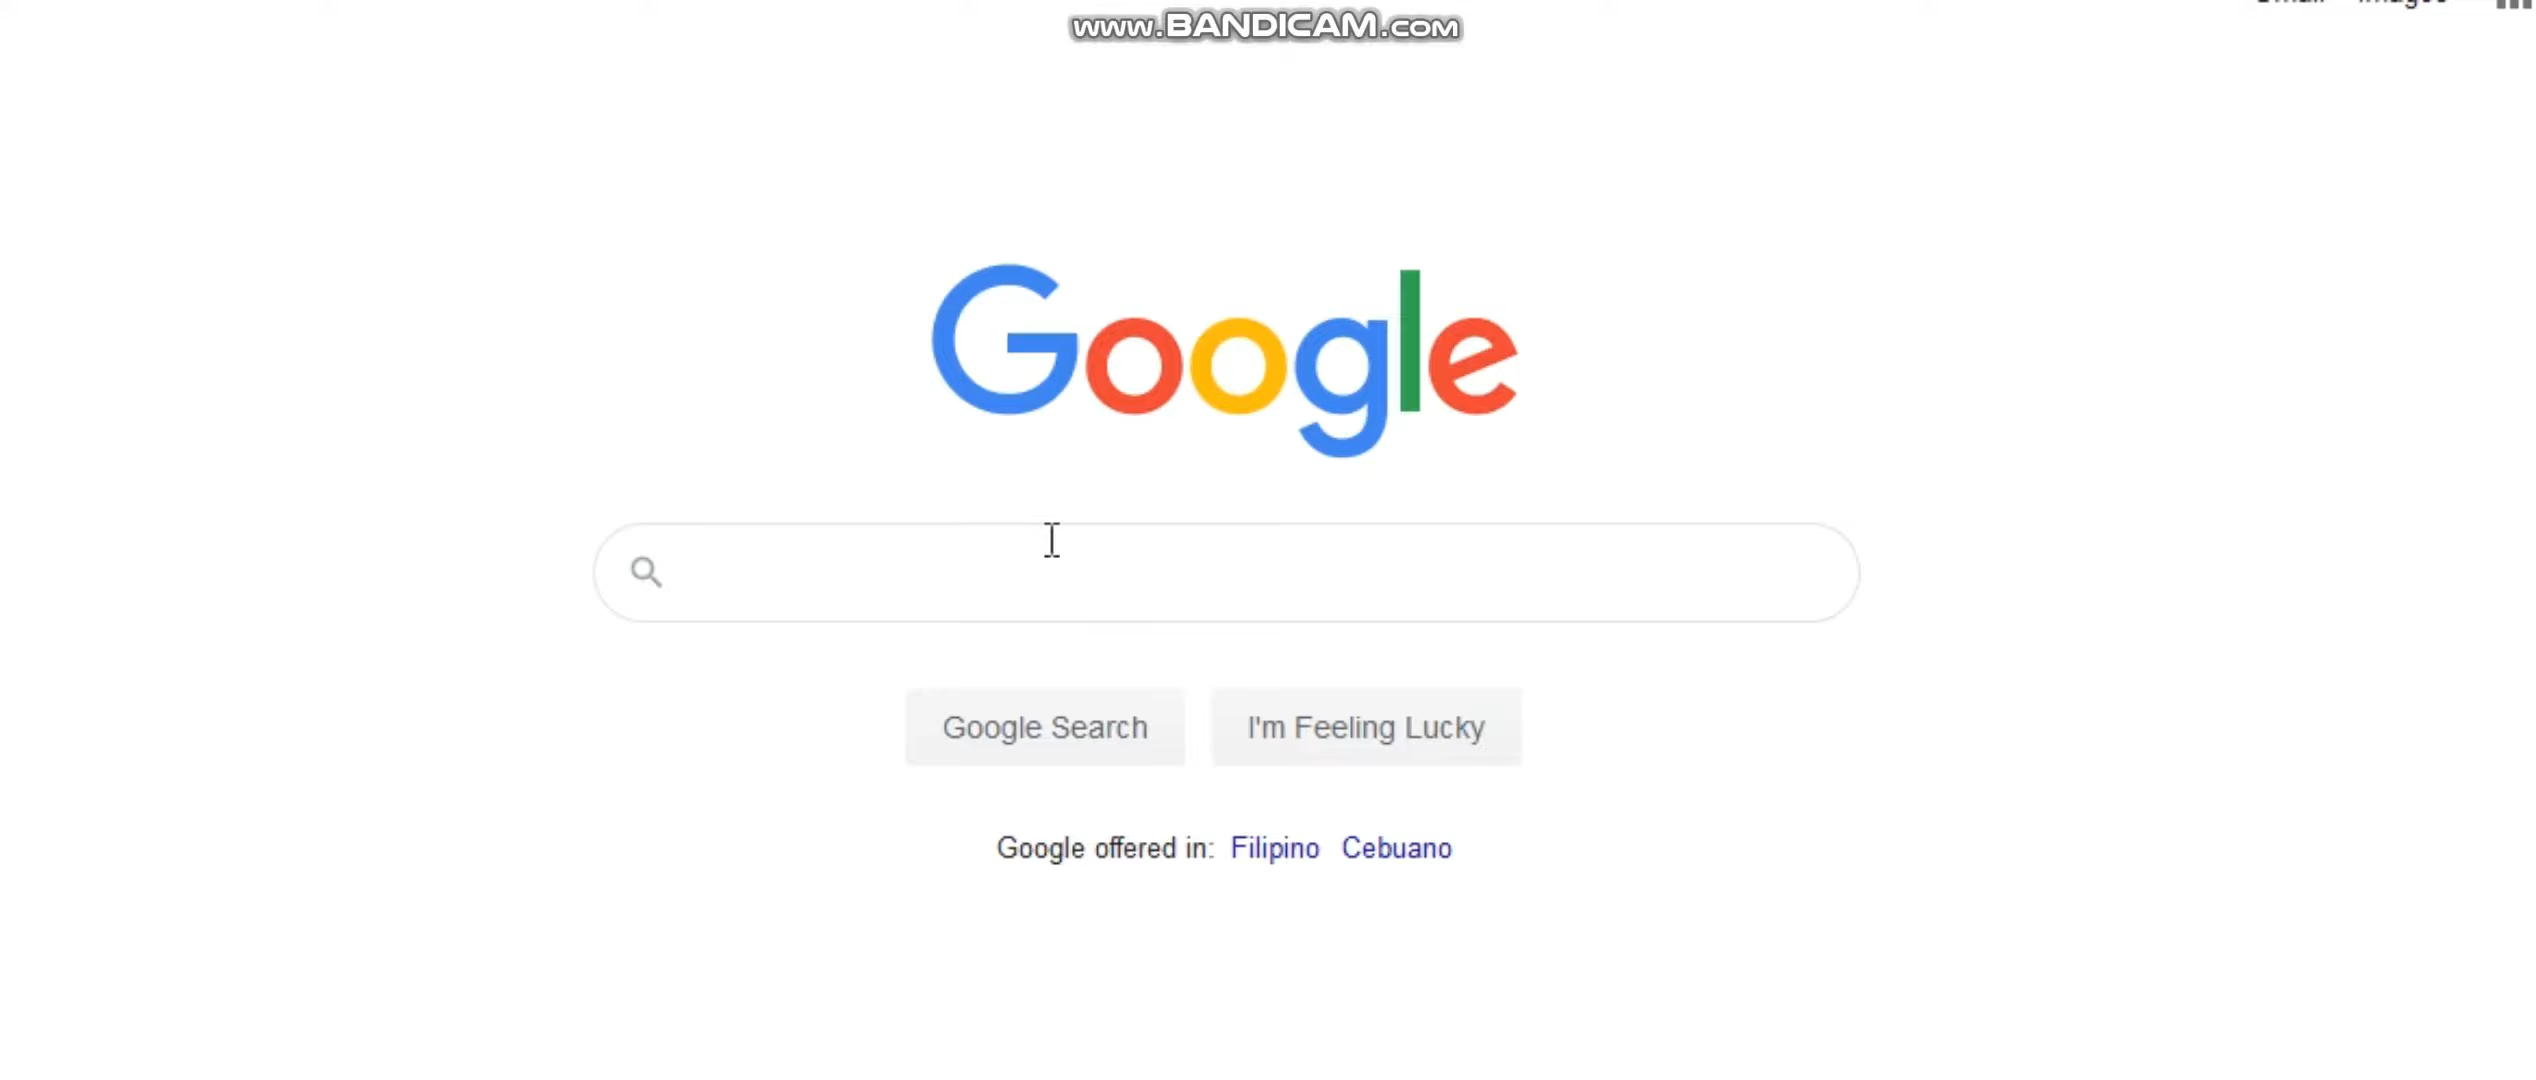 www.BANDICAM.com
Google
Google Search
I'm Feeling Lucky
Google offered in: Filipino Cebuano